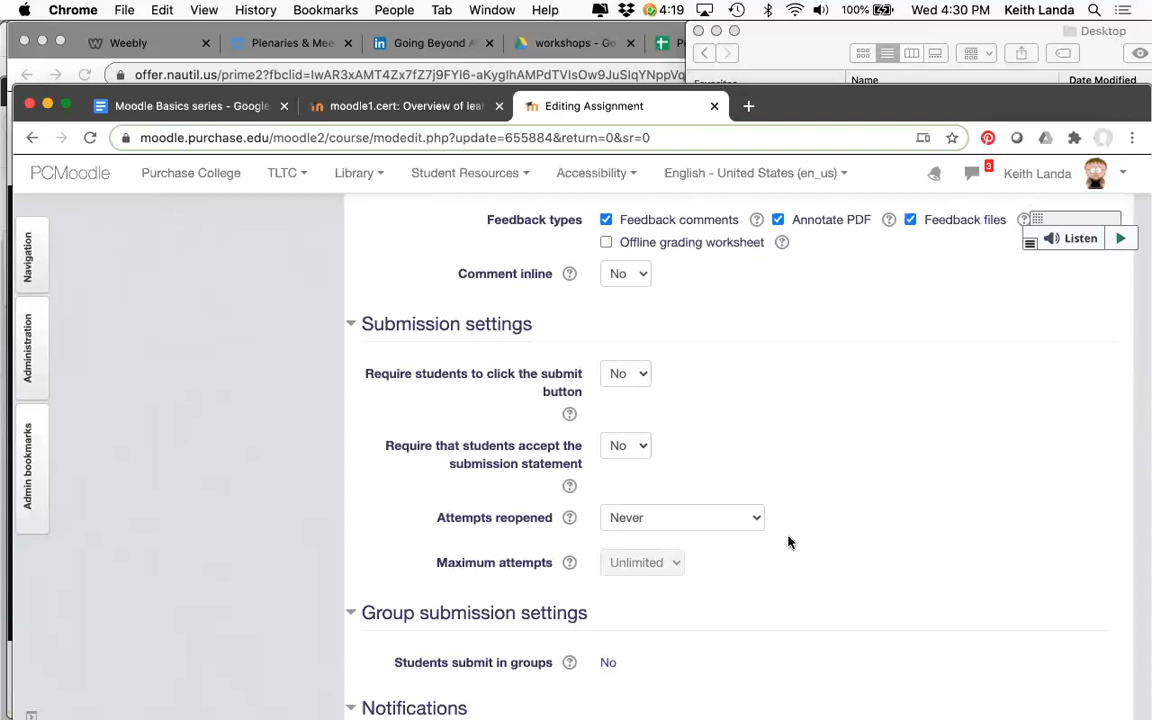 Chrome File Edit View History Bookmarks People Tab Window Help 4:19 100% Wed 4:30 PM Keith Landa
Desktop
Weebly Plenaries & Mee LinkedIn Going Beyond workshops - Go
offer.nautil.us/prime2?fbclid=IwAR3xAMT4Zx7fZ7j9FYI6-aKyglhAMPdTVIsOw9JuSIqYNppVq
Name Date Modified
Moodle Basics series - Google moodle1.cert: Overview of lear Editing Assignment
moodle.purchase.edu/moodle2/course/modedit.php?update=655884&return=0&sr=0
PCMoodle Purchase College TLTC Library Student Resources Accessibility English - United States (en_us) 3 Keith Landa
Navigation
Administration
Admin bookmarks
Feedback types Feedback comments Annotate PDF Feedback files
Listen
Offline grading worksheet
Comment inline No
Submission settings
Require students to click the submit
button
No
Require that students accept the
submission statement
No
Attempts reopened Never
Maximum attempts Unlimited
Group submission settings
Students submit in groups No
Notifications